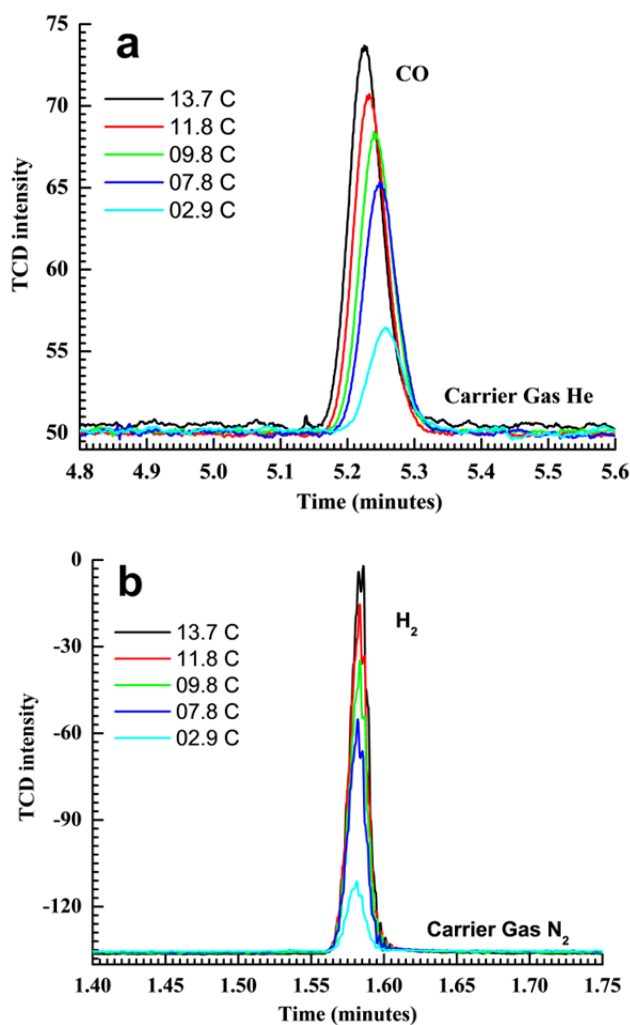 a
CO
13.7 C
11.8 C
09.8 C
07.8 C
02.9 C
Carrier Gas He
TCD intensity
75
70
65
60
55
50
4.8 4.9 5.0 5.1 5.2 5.3 5.4 5.5 5.6
Time (minutes)
b
H₂
13.7 C
11.8 C
09.8 C
07.8 C
02.9 C
Carrier Gas N₂
TCD intensity
0
-30
-60
-90
-120
1.40 1.45 1.50 1.55 1.60 1.65 1.70 1.75
Time (minutes)